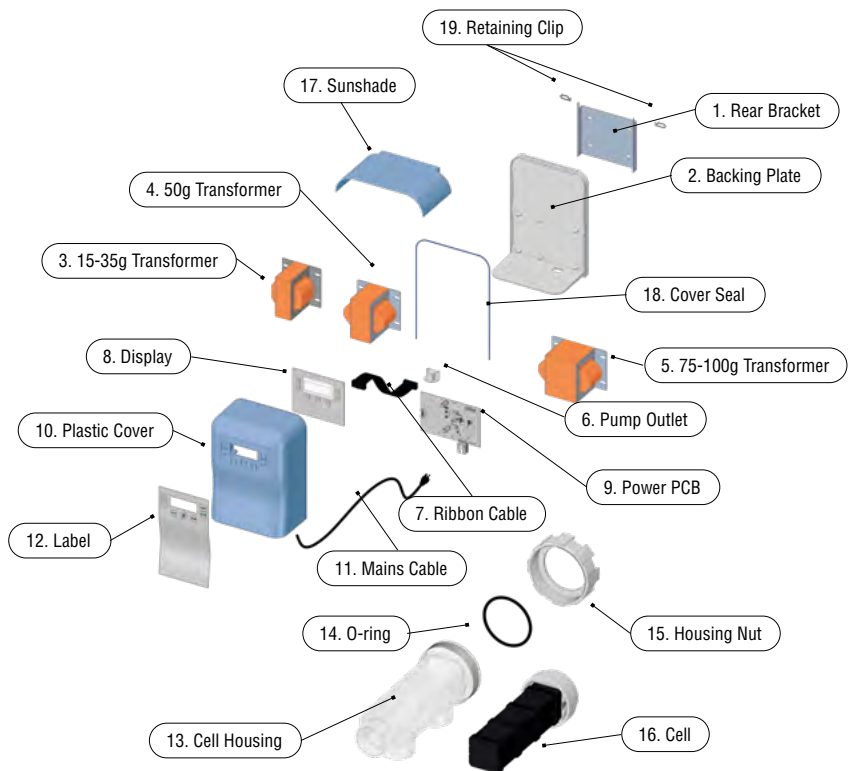 19. Retaining Clip
17. Sunshade
1. Rear Bracket
2. Backing Plate
4. 50g Transformer
3. 15-35g Transformer
18. Cover Seal
8. Display
5. 75-100g Transformer
6. Pump Outlet
10. Plastic Cover
9. Power PCB
7. Ribbon Cable
12. Label
11. Mains Cable
14. O-ring
15. Housing Nut
13. Cell Housing
16. Cell